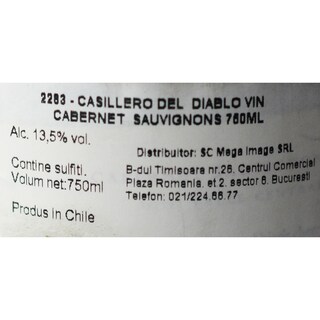 2283 - CASILLERO DEL DIABLO VIN
CABERNET SAUVIGNONS 750ML
Alc. 13,5% vol.
Distribuitor: SC Mega Image SRL
Contine sulfiti.
B-dul Timisoara nr.26, Centrul Comercial
Volum net:750ml
Plaza Romania, et.2, sector 6, Bucuresti
Telefon: 021/224.66.77
Produs in Chile